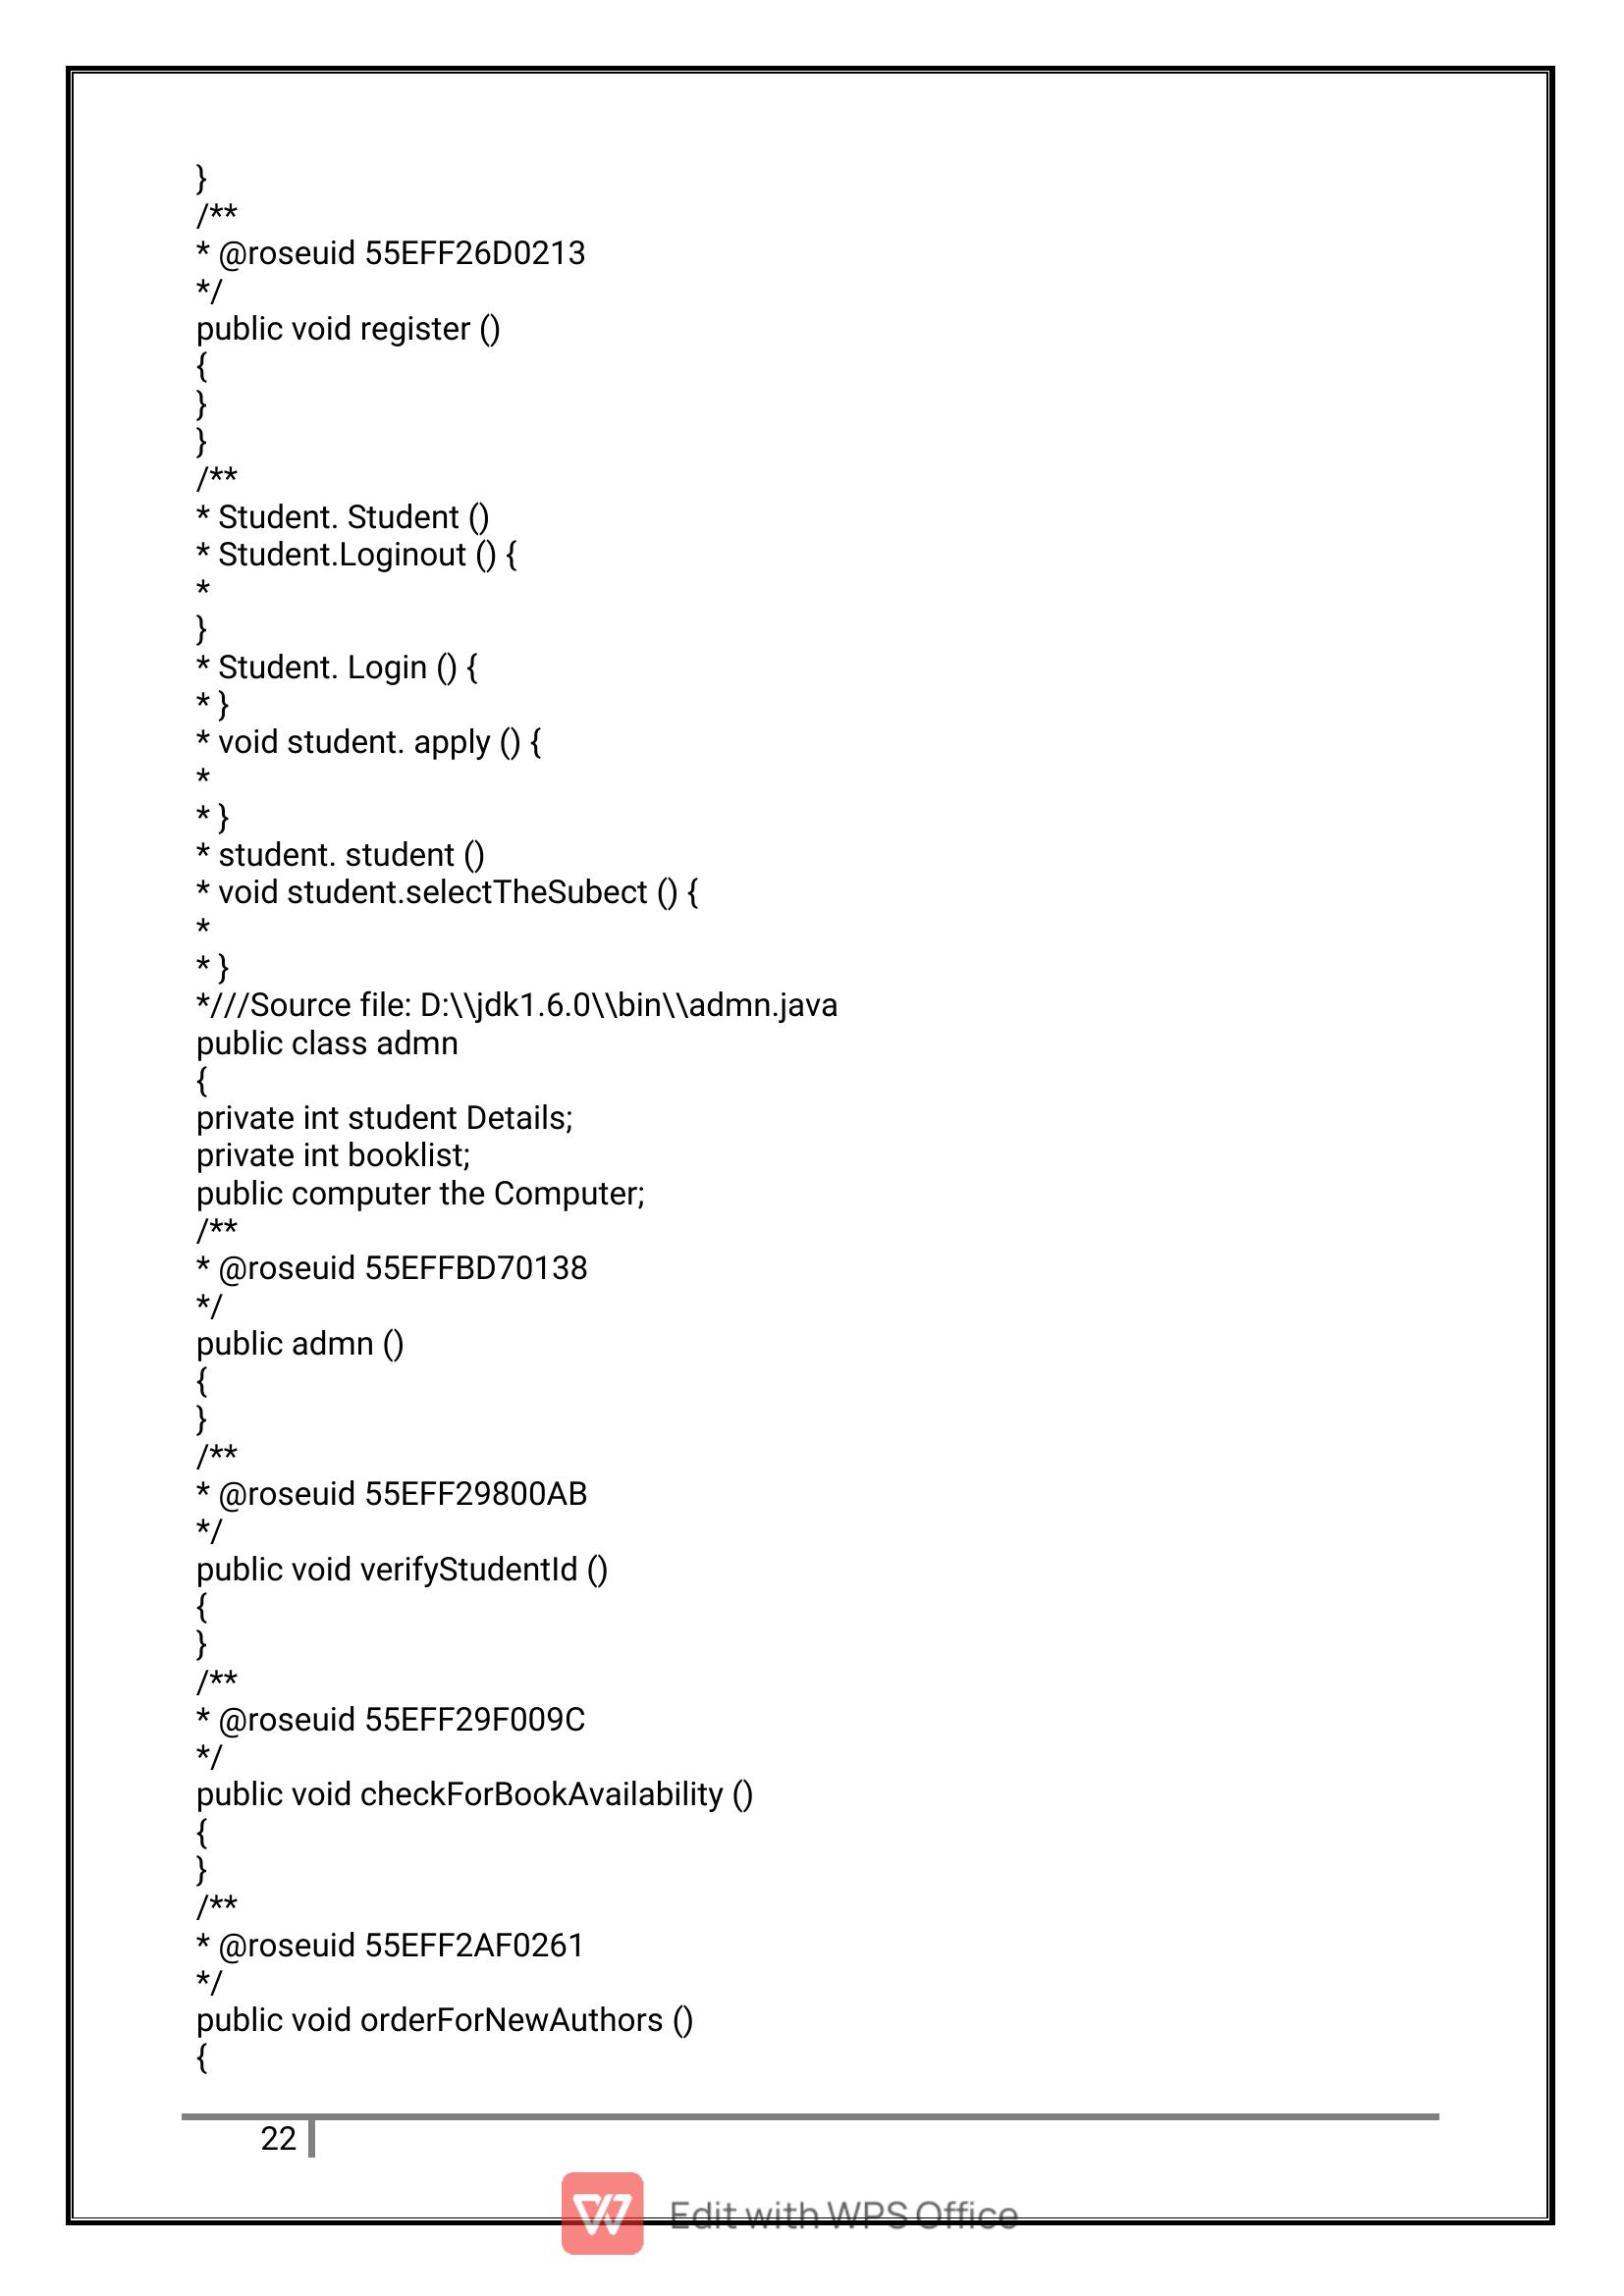 }
/**
* @roseuid 55EFF26D0213
*/
public void register ()
{
}
}
/**
* Student. Student ()
* Student.Loginout () {
*
}
* Student. Login () {
* }
* void student. apply () {
*
* }
* student. student ()
* void student.selectTheSubect () {
*
* }
*///Source file: D:\\jdk1.6.0\\bin\\admn.java
public class admn
{
private int student Details;
private int booklist;
public computer the Computer;
/**
* @roseuid 55EFFBD70138
*/
public admn ()
{
}
/**
* @roseuid 55EFF29800AB
*/
public void verifyStudentId ()
{
}
/**
* @roseuid 55EFF29F009C
*/
public void checkForBookAvailability ()
{
}
/**
* @roseuid 55EFF2AF0261
*/
public void orderForNewAuthors ()
{
22
Edit with WPS Office